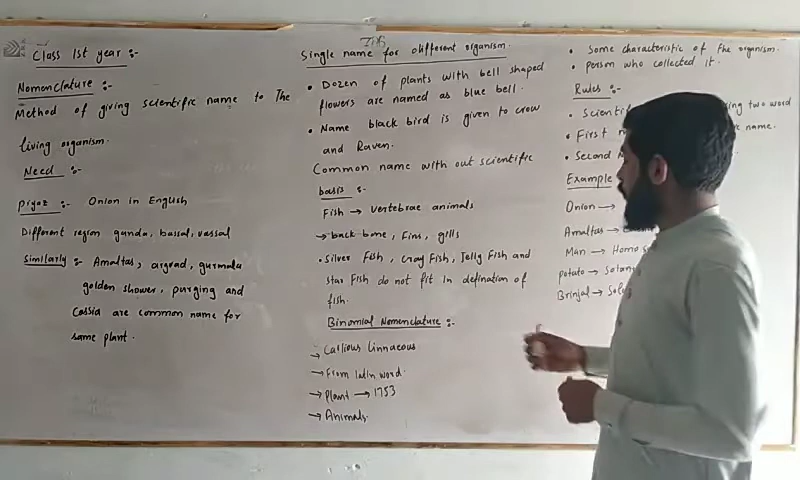 Class 1st year :-
Nomenclature :-
Method of giving scientific name to The
living organism.
Need :-
Piyaz :- Onion in English
Different region ganda, bassal, vassal
Similarly :- Amaltas, argvad, gurmala
golden shower, purging and
Cassia are common name for
same plant.
Single name for different organism.
• Dozen of plants with bell shaped
flowers are named as blue bell.
• Name black bird is given to crow
and Raven.
Common name with out scientific
basis :-
Fish → vertebrae animals
→ back bone, Fins, gills
• Silver Fish, Cray Fish, Jelly Fish and
star Fish do not fit in defination of
fish.
Binomial Nomenclature :-
→ Carlious Linnaeous
→ From latin word.
→ Plant → 1753
→ Animals.
• Some characteristic of the organism.
• Person who collected it.
Rules :-
• Scientif
two word
• First
name.
• Second
Example
Onion →
Amaltas →
Man → Homo
potato →
Brinjal →